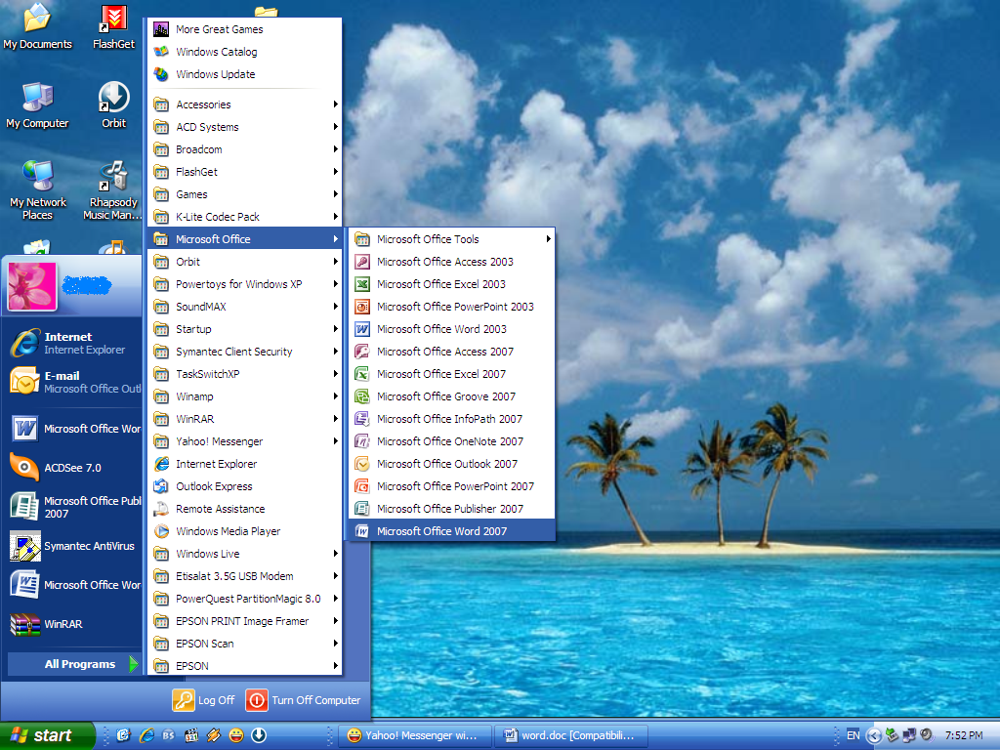 My Documents
FlashGet
My Computer
Orbit
My Network
Places
Rhapsody
Music Man...
More Great Games
Windows Catalog
Windows Update
Accessories
ACD Systems
Broadcom
FlashGet
Games
K-Lite Codec Pack
Microsoft Office
Orbit
Powertoys for Windows XP
SoundMAX
Startup
Symantec Client Security
TaskSwitchXP
Winamp
WinRAR
Yahoo! Messenger
Internet Explorer
Outlook Express
Remote Assistance
Windows Media Player
Windows Live
Etisalat 3.5G USB Modem
PowerQuest PartitionMagic 8.0
EPSON PRINT Image Framer
EPSON Scan
EPSON
Microsoft Office Tools
Microsoft Office Access 2003
Microsoft Office Excel 2003
Microsoft Office PowerPoint 2003
Microsoft Office Word 2003
Microsoft Office Access 2007
Microsoft Office Excel 2007
Microsoft Office Groove 2007
Microsoft Office InfoPath 2007
Microsoft Office OneNote 2007
Microsoft Office Outlook 2007
Microsoft Office PowerPoint 2007
Microsoft Office Publisher 2007
Microsoft Office Word 2007
Internet
Internet Explorer
E-mail
Microsoft Office Outl
Microsoft Office Wor
ACDSee 7.0
Microsoft Office Publ
2007
Symantec AntiVirus
Microsoft Office Wor
WinRAR
All Programs
Log Off
Turn Off Computer
start
BS
Yahoo! Messenger wi...
word.doc [Compatibili...
EN
7:52 PM